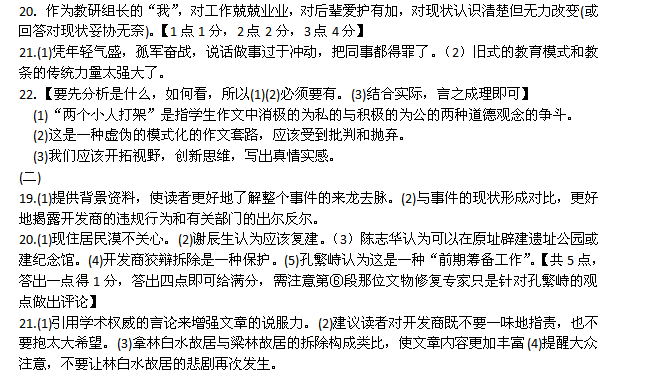 20. 作为教研组长的“我”，对工作兢兢业业，对后辈爱护有加，对现状认识清楚但无力改变(或
回答对现状妥协无奈)。【1点1分，2点2分，3点4分】
21.(1)凭年轻气盛，孤军奋战，说话做事过于冲动，把同事都得罪了。（2）旧式的教育模式和教
条的传统力量太强大了。
22.【要先分析是什么，如何看，所以(1)(2)必须要有。(3)结合实际，言之成理即可】
(1)“两个小人打架”是指学生作文中消极的为私的与积极的为公的两种道德观念的争斗。
(2)这是一种虚伪的模式化的作文套路，应该受到批判和抛弃。
(3)我们应该开拓视野，创新思维，写出真情实感。
(二)
19.(1)提供背景资料，使读者更好地了解整个事件的来龙去脉。(2)与事件的现状形成对比，更好
地揭露开发商的违规行为和有关部门的出尔反尔。
20.(1)现住居民漠不关心。(2)谢辰生认为应该复建。（3）陈志华认为可以在原址辟建遗址公园或
建纪念馆。(4)开发商狡辩拆除是一种保护。(5)孔繁峙认为这是一种“前期筹备工作”。【共5点，
答出一点得1分，答出四点即可给满分，需注意第⑥段那位文物修复专家只是针对孔繁峙的观
点做出评论】
21.(1)引用学术权威的言论来增强文章的说服力。(2)建议读者对开发商既不要一味地指责，也不
要抱太大希望。(3)拿林白水故居与梁林故居的拆除构成类比，使文章内容更加丰富(4)提醒大众
注意，不要让林白水故居的悲剧再次发生。